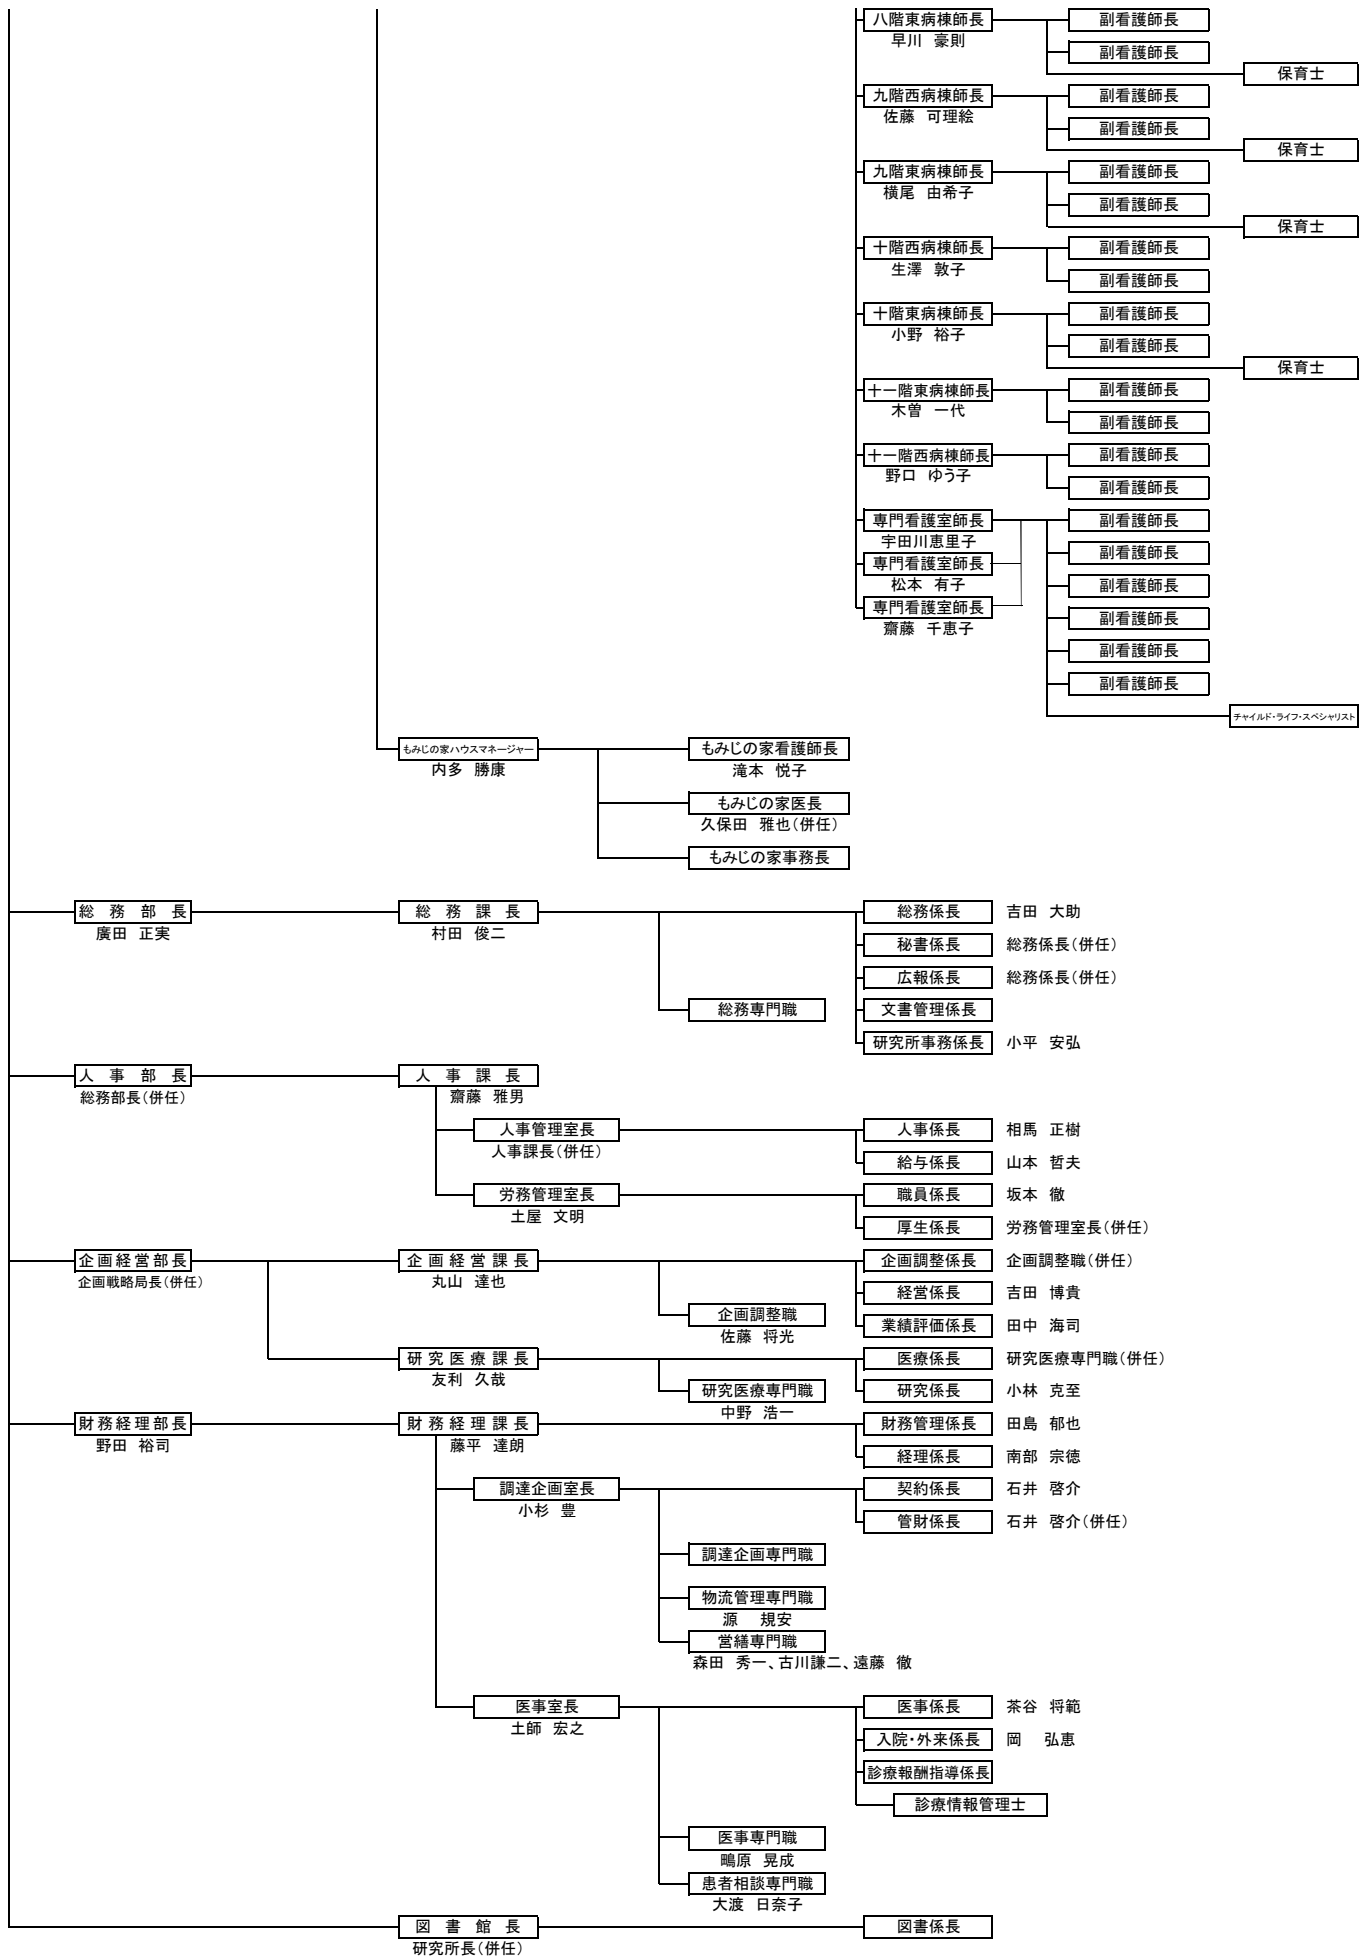 八階東病棟師長 副看護師長
早川 豪則
副看護師長
保育士
九階西病棟師長 副看護師長
佐藤 可理絵
副看護師長
保育士
九階東病棟師長 副看護師長
横尾 由希子
副看護師長
保育士
十階西病棟師長 副看護師長
生澤 敦子
副看護師長
十階東病棟師長 副看護師長
小野 裕子
副看護師長
保育士
十一階東病棟師長 副看護師長
木曽 一代
副看護師長
十一階西病棟師長 副看護師長
野口 ゆう子
副看護師長
専門看護室師長 副看護師長
宇田川恵里子
副看護師長
専門看護室師長
松本 有子
副看護師長
専門看護室師長
副看護師長
齋藤 千恵子
副看護師長
副看護師長
チャイルド・ライフ・スペシャリスト
もみじの家ハウスマネージャー もみじの家看護師長
内多 勝康 滝本 悦子
もみじの家医長
久保田 雅也(併任)
もみじの家事務長
総務部長 総務課長 総務係長 吉田 大助
廣田 正実 村田 俊二
秘書係長 総務係長(併任)
広報係長 総務係長(併任)
総務専門職 文書管理係長
研究所事務係長 小平 安弘
人事部長 人事課長
総務部長(併任) 齋藤 雅男
人事管理室長 人事係長 相馬 正樹
人事課長(併任)
給与係長 山本 哲夫
労務管理室長 職員係長 坂本 徹
土屋 文明
厚生係長 労務管理室長(併任)
企画経営部長 企画経営課長 企画調整係長 企画調整職(併任)
企画戦略局長(併任) 丸山 達也
経営係長 吉田 博貴
企画調整職
業績評価係長 田中 海司
佐藤 将光
研究医療課長 医療係長 研究医療専門職(併任)
友利 久哉
研究医療専門職 研究係長 小林 克至
中野 浩一
財務経理部長 財務経理課長 財務管理係長 田島 郁也
野田 裕司 藤平 達朗
経理係長 南部 宗徳
調達企画室長 契約係長 石井 啓介
小杉 豊
管財係長 石井 啓介(併任)
調達企画専門職
物流管理専門職
源 規安
営繕専門職
森田 秀一、古川謙二、遠藤 徹
医事室長 医事係長 茶谷 将範
土師 宏之
入院・外来係長 岡 弘恵
診療報酬指導係長
診療情報管理士
医事専門職
鴫原 晃成
患者相談専門職
大渡 日奈子
図書館長 図書係長
研究所長(併任)